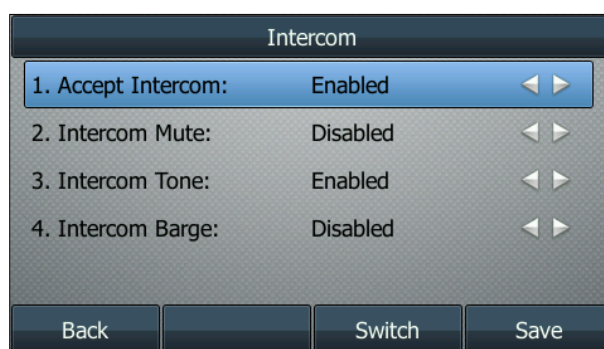 Intercom
1. Accept Intercom: Enabled
2. Intercom Mute: Disabled
3. Intercom Tone: Enabled
4. Intercom Barge: Disabled
Back Switch Save